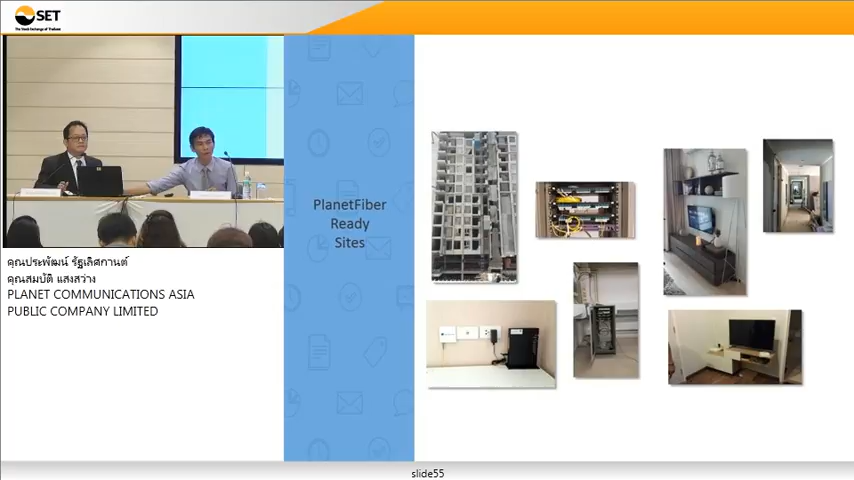 SET
The Stock Exchange of Thailand
PlanetFiber
Ready
Sites
คุณประพัฒน์ รัฐเลิศกานต์
คุณสมบัติ แสงสว่าง
PLANET COMMUNICATIONS ASIA
PUBLIC COMPANY LIMITED
slide55